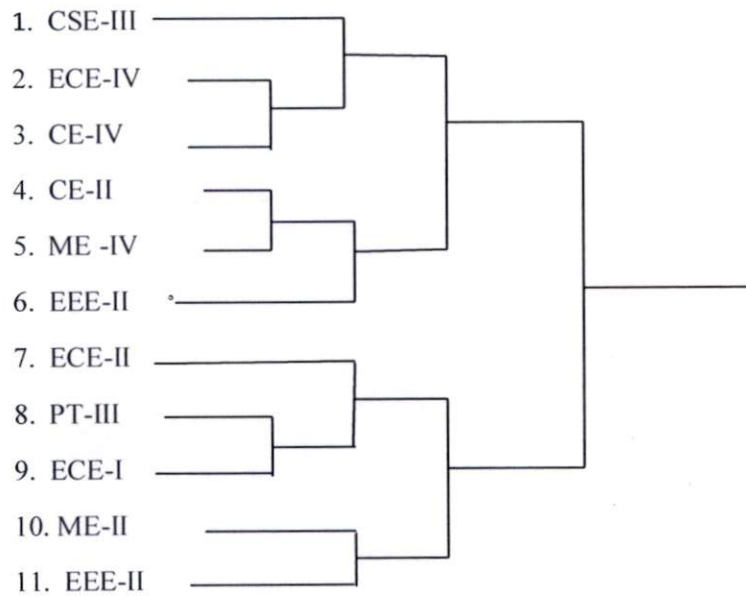 1. CSE-III
2. ECE-IV
3. CE-IV
4. CE-II
5. ME -IV
6. EEE-II
7. ECE-II
8. PT-III
9. ECE-I
10. ME-II
11. EEE-II